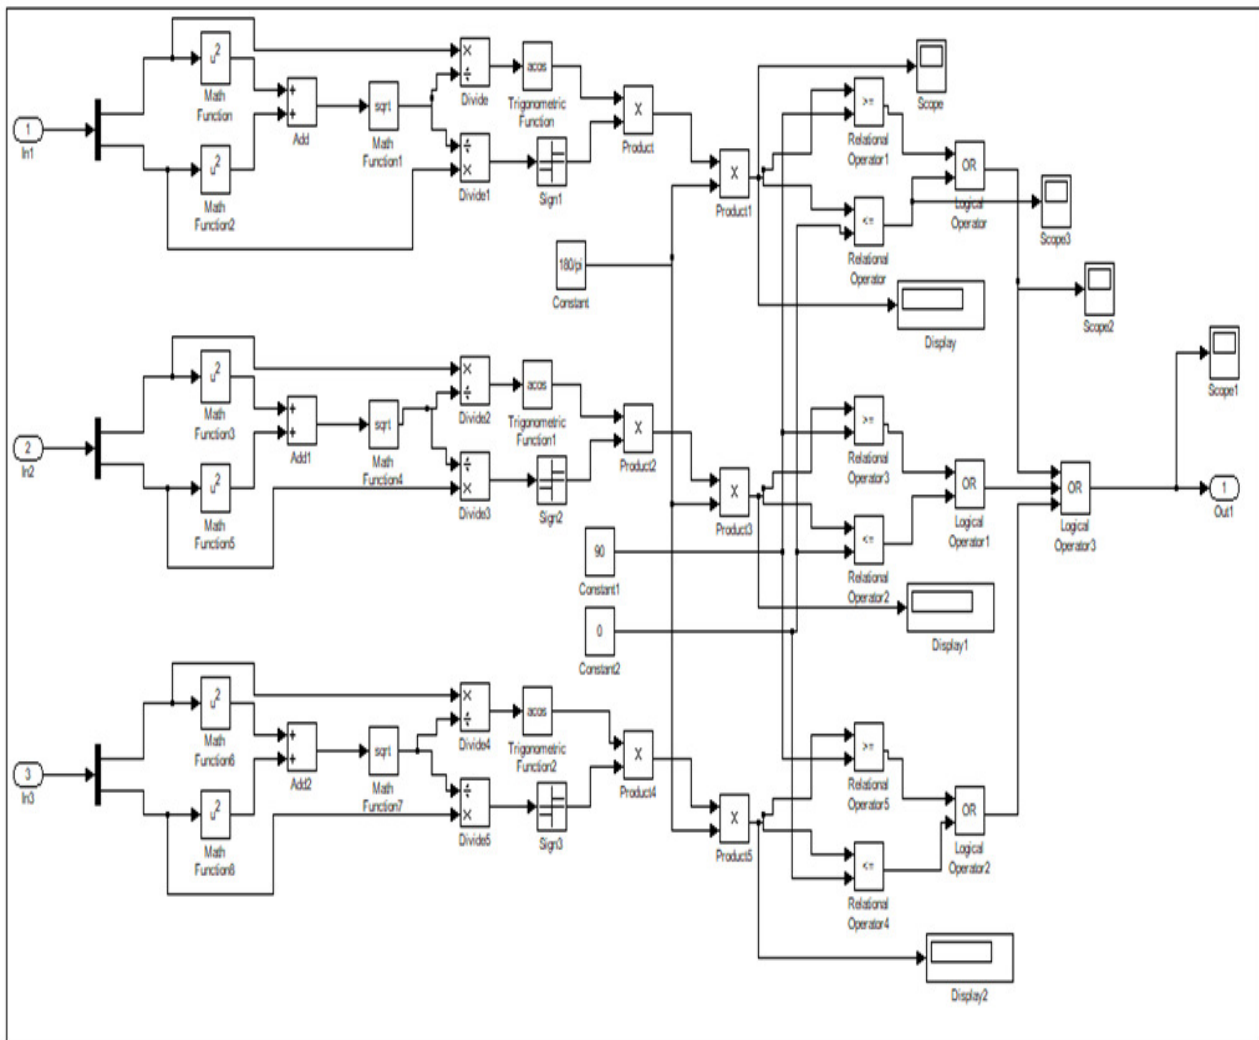 u2
Math
Function
1
In1
u2
Math
Function2
+
+
Add
sqrt
Math
Function1
×
÷
Divide
÷
×
Divide1
acos
Trigonometric
Function
Sign1
X
Product
X
Product1
180/pi
Constant
Scope
>=
Relational
Operator1
<=
Relational
Operator
OR
Logical
Operator
Scope3
Scope2
Display
Scope1
u2
Math
Function3
2
In2
u2
Math
Function5
+
+
Add1
sqrt
Math
Function4
×
÷
Divide2
÷
×
Divide3
acos
Trigonometric
Function1
Sign2
X
Product2
X
Product3
90
Constant1
0
Constant2
>=
Relational
Operator3
<=
Relational
Operator2
OR
Logical
Operator1
OR
Logical
Operator3
1
Out1
Display1
u2
Math
Function6
3
In3
u2
Math
Function8
+
+
Add2
sqrt
Math
Function7
×
÷
Divide4
÷
×
Divide5
acos
Trigonometric
Function2
Sign3
X
Product4
X
Product5
>=
Relational
Operator5
<=
Relational
Operator4
OR
Logical
Operator2
Display2